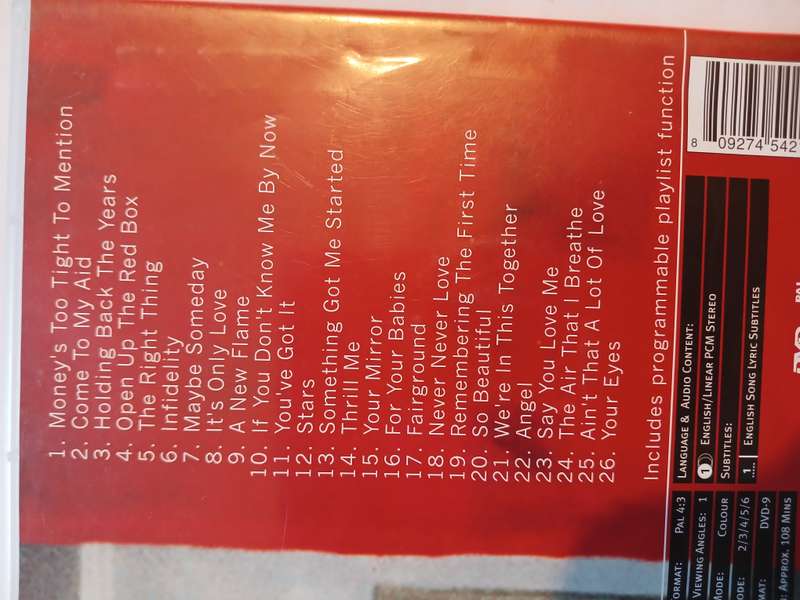 1. Money's Too Tight To Mention
2. Come To My Aid
3. Holding Back The Years
4. Open Up The Red Box
5. The Right Thing
6. Infidelity
7. Maybe Someday
8. It's Only Love
9. A New Flame
10. If You Don't Know Me By Now
11. You've Got It
12. Stars
13. Something Got Me Started
14. Thrill Me
15. Your Mirror
16. For Your Babies
17. Fairground
18. Never Never Love
19. Remembering The First Time
20. So Beautiful
21. We're In This Together
22. Angel
23. Say You Love Me
24. The Air That I Breathe
25. Ain't That A Lot Of Love
26. Your Eyes
Includes programmable playlist function
8 09274 542
ORMAT: PAL 4:3
VIEWING ANGLES: 1
MODE: COLOUR
ODE: 2/3/4/5/6
MAT: DVD-9
: APPROX. 108 MINS
LANGUAGE & AUDIO CONTENT:
1 ENGLISH/LINEAR PCM STEREO
SUBTITLES:
1 ENGLISH SONG LYRIC SUBTITLES
PAL